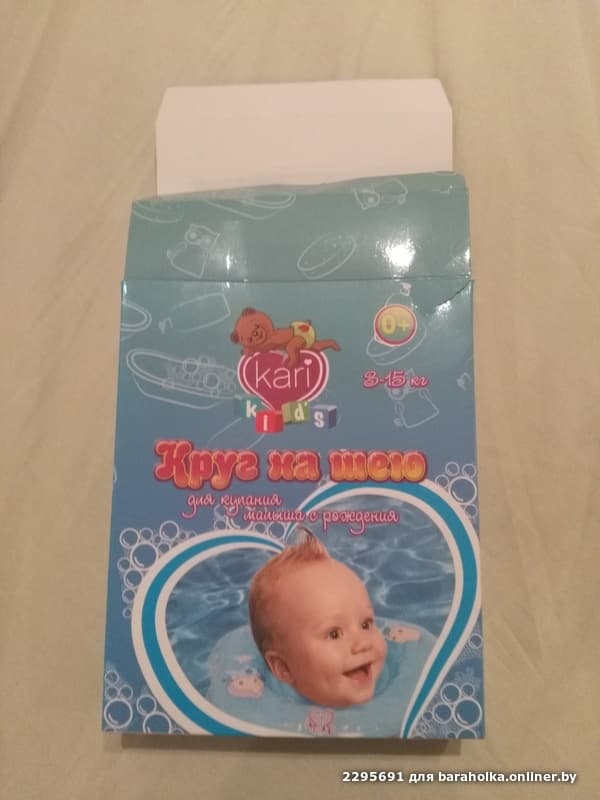 0+
kari
kids
3-15 кг
Круг на шею
для купания
малыша с рождения
2295691 для baraholka.onliner.by